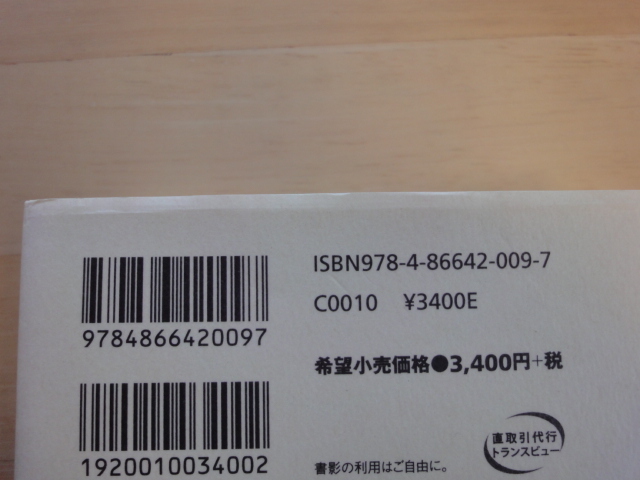 ISBN978-4-86642-009-7
C0010 ¥3400E
9784866420097
希望小売価格●3,400円+税
1920010034002
書影の利用はご自由に。
直取引代行
トランスビュー